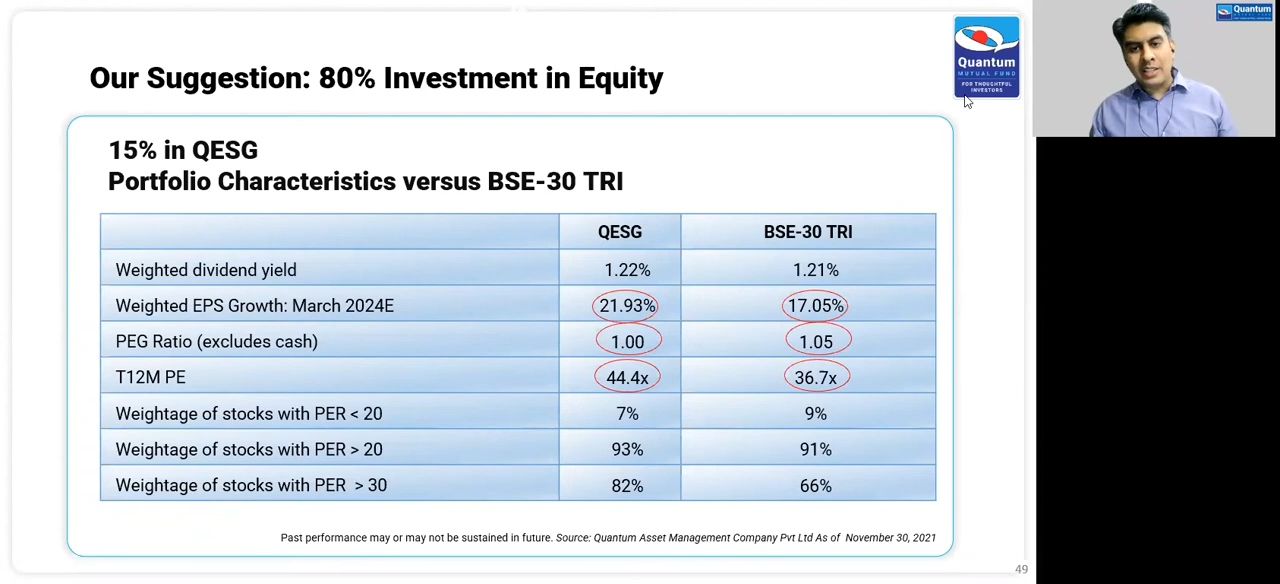 Our Suggestion: 80% Investment in Equity
Quantum
MUTUAL FUND
FOR THOUGHTFUL
INVESTORS
Quantum
MUTUAL FUND
15% in QESG
Portfolio Characteristics versus BSE-30 TRI
QESG BSE-30 TRI
Weighted dividend yield 1.22% 1.21%
Weighted EPS Growth: March 2024E 21.93% 17.05%
PEG Ratio (excludes cash) 1.00 1.05
T12M PE 44.4x 36.7x
Weightage of stocks with PER < 20 7% 9%
Weightage of stocks with PER > 20 93% 91%
Weightage of stocks with PER > 30 82% 66%
Past performance may or may not be sustained in future. Source: Quantum Asset Management Company Pvt Ltd As of November 30, 2021
49